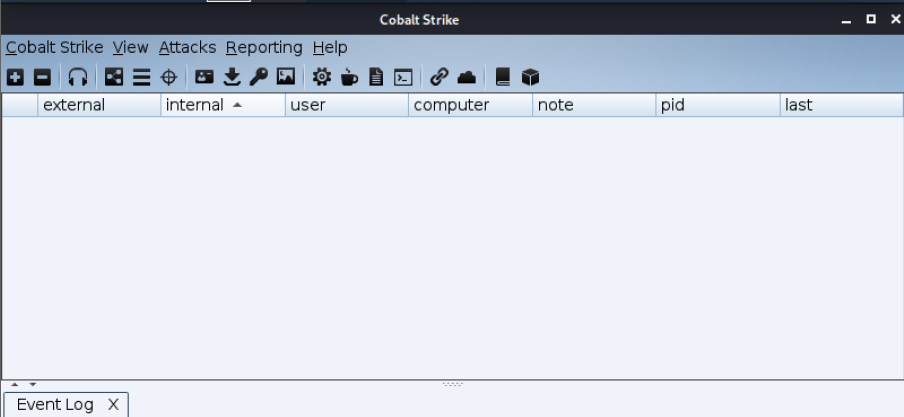 Cobalt Strike
Cobalt Strike View Attacks Reporting Help
external internal user computer note pid last
Event Log X